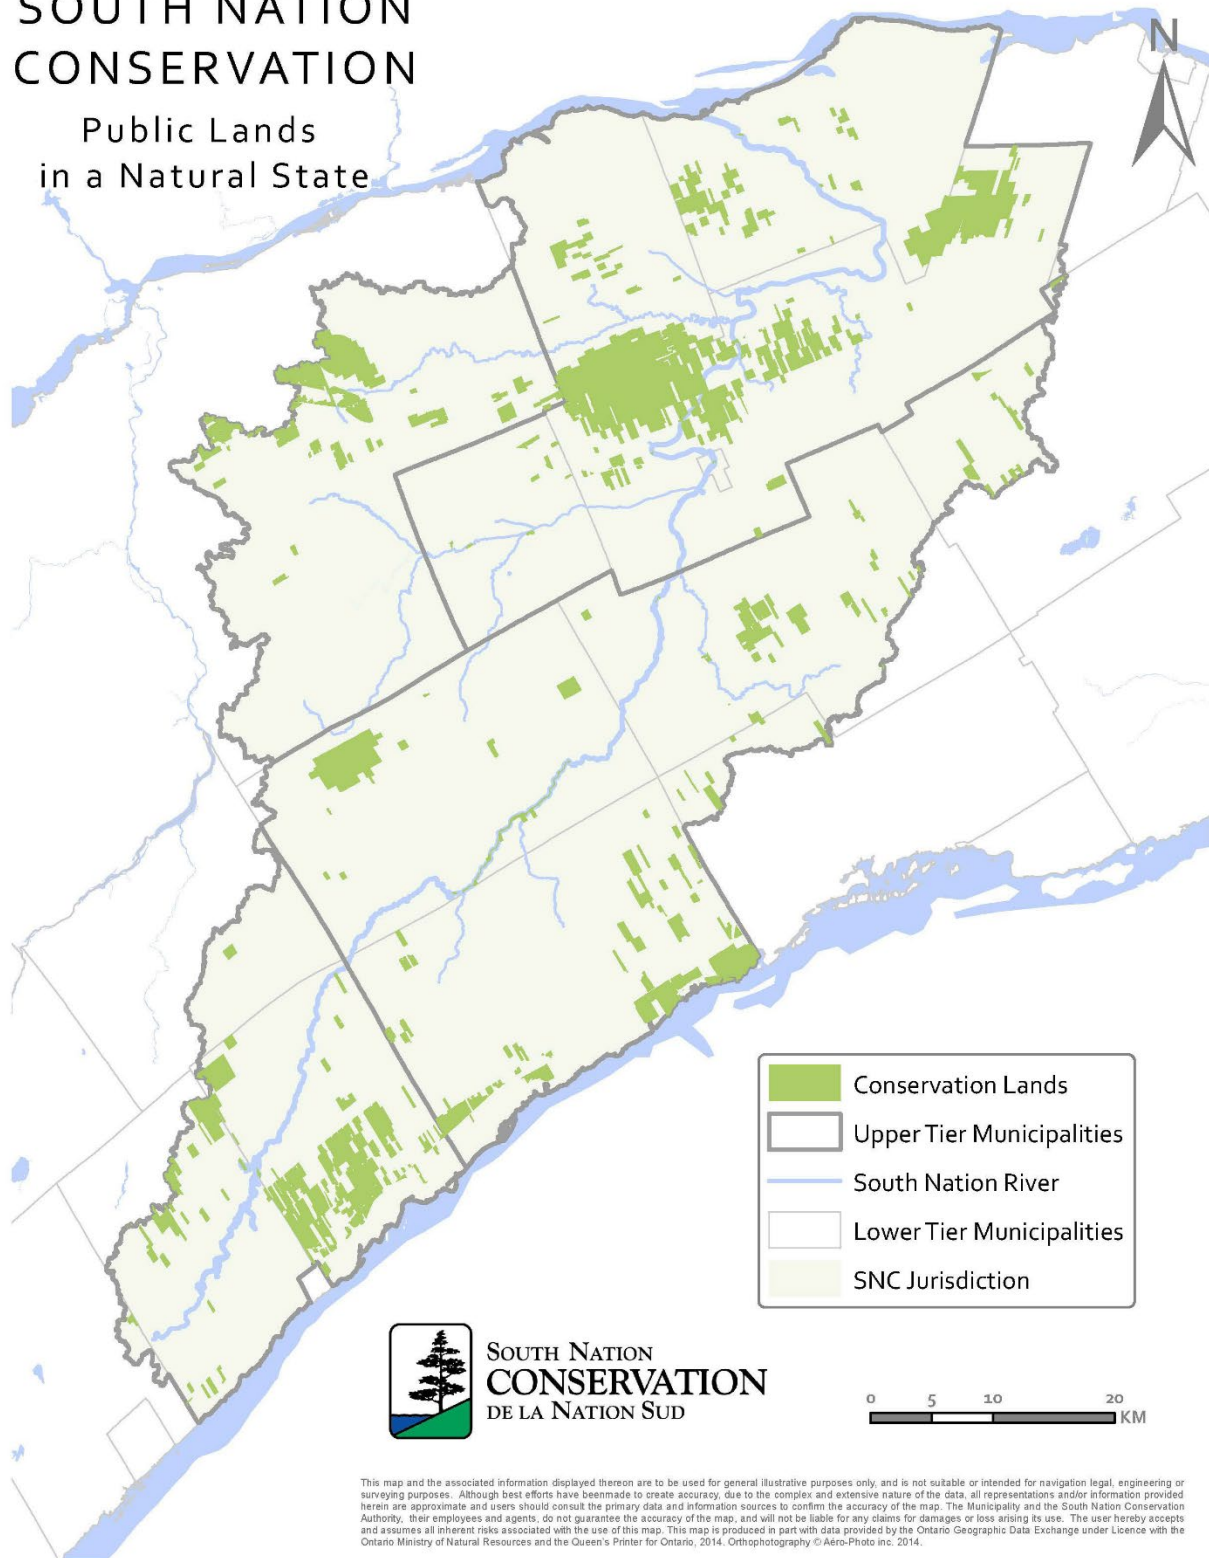 SOUTH NATION
CONSERVATION
Public Lands
in a Natural State
N
Conservation Lands
Upper Tier Municipalities
South Nation River
Lower Tier Municipalities
SNC Jurisdiction
SOUTH NATION
CONSERVATION
DE LA NATION SUD
0 5 10 20
KM
This map and the associated information displayed thereon are to be used for general illustrative purposes only, and is not suitable or intended for navigation legal, engineering or
surveying purposes. Although best efforts have beenmade to create accuracy, due to the complex and extensive nature of the data, all representations and/or information provided
herein are approximate and users should consult the primary data and information sources to confirm the accuracy of the map. The Municipality and the South Nation Conservation
Authority, their employees and agents, do not guarantee the accuracy of the map, and will not be liable for any claims for damages or loss arising its use. The user hereby accepts
and assumes all inherent risks associated with the use of this map. This map is produced in part with data provided by the Ontario Geographic Data Exchange under Licence with the
Ontario Ministry of Natural Resources and the Queen's Printer for Ontario, 2014. Orthophotography © Aéro-Photo inc. 2014.